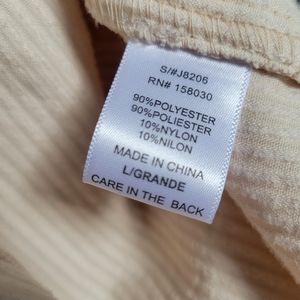 S/#J8206
RN# 158030
90%POLYESTER
90%POLIESTER
10%NYLON
10%NILON
MADE IN CHINA
L/GRANDE
CARE IN THE BACK